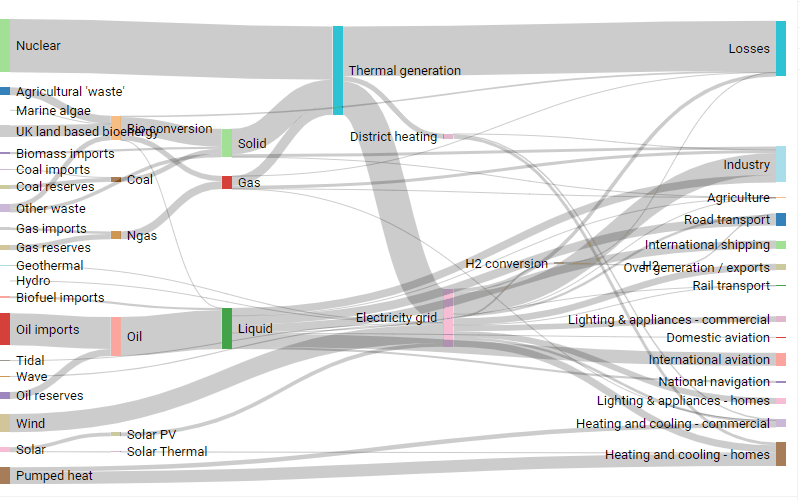 Nuclear
Agricultural 'waste'
Marine algae
UK land based bioenergy
Biomass imports
Coal imports
Coal reserves
Other waste
Gas imports
Gas reserves
Geothermal
Hydro
Biofuel imports
Oil imports
Tidal
Wave
Oil reserves
Wind
Solar
Pumped heat
Bio-conversion
Coal
Ngas
Oil
Solar PV
Solar Thermal
Solid
Gas
Liquid
Thermal generation
District heating
Electricity grid
H2 conversion
H2
Losses
Industry
Agriculture
Road transport
International shipping
Over generation / exports
Rail transport
Lighting & appliances - commercial
Domestic aviation
International aviation
National navigation
Lighting & appliances - homes
Heating and cooling - commercial
Heating and cooling - homes